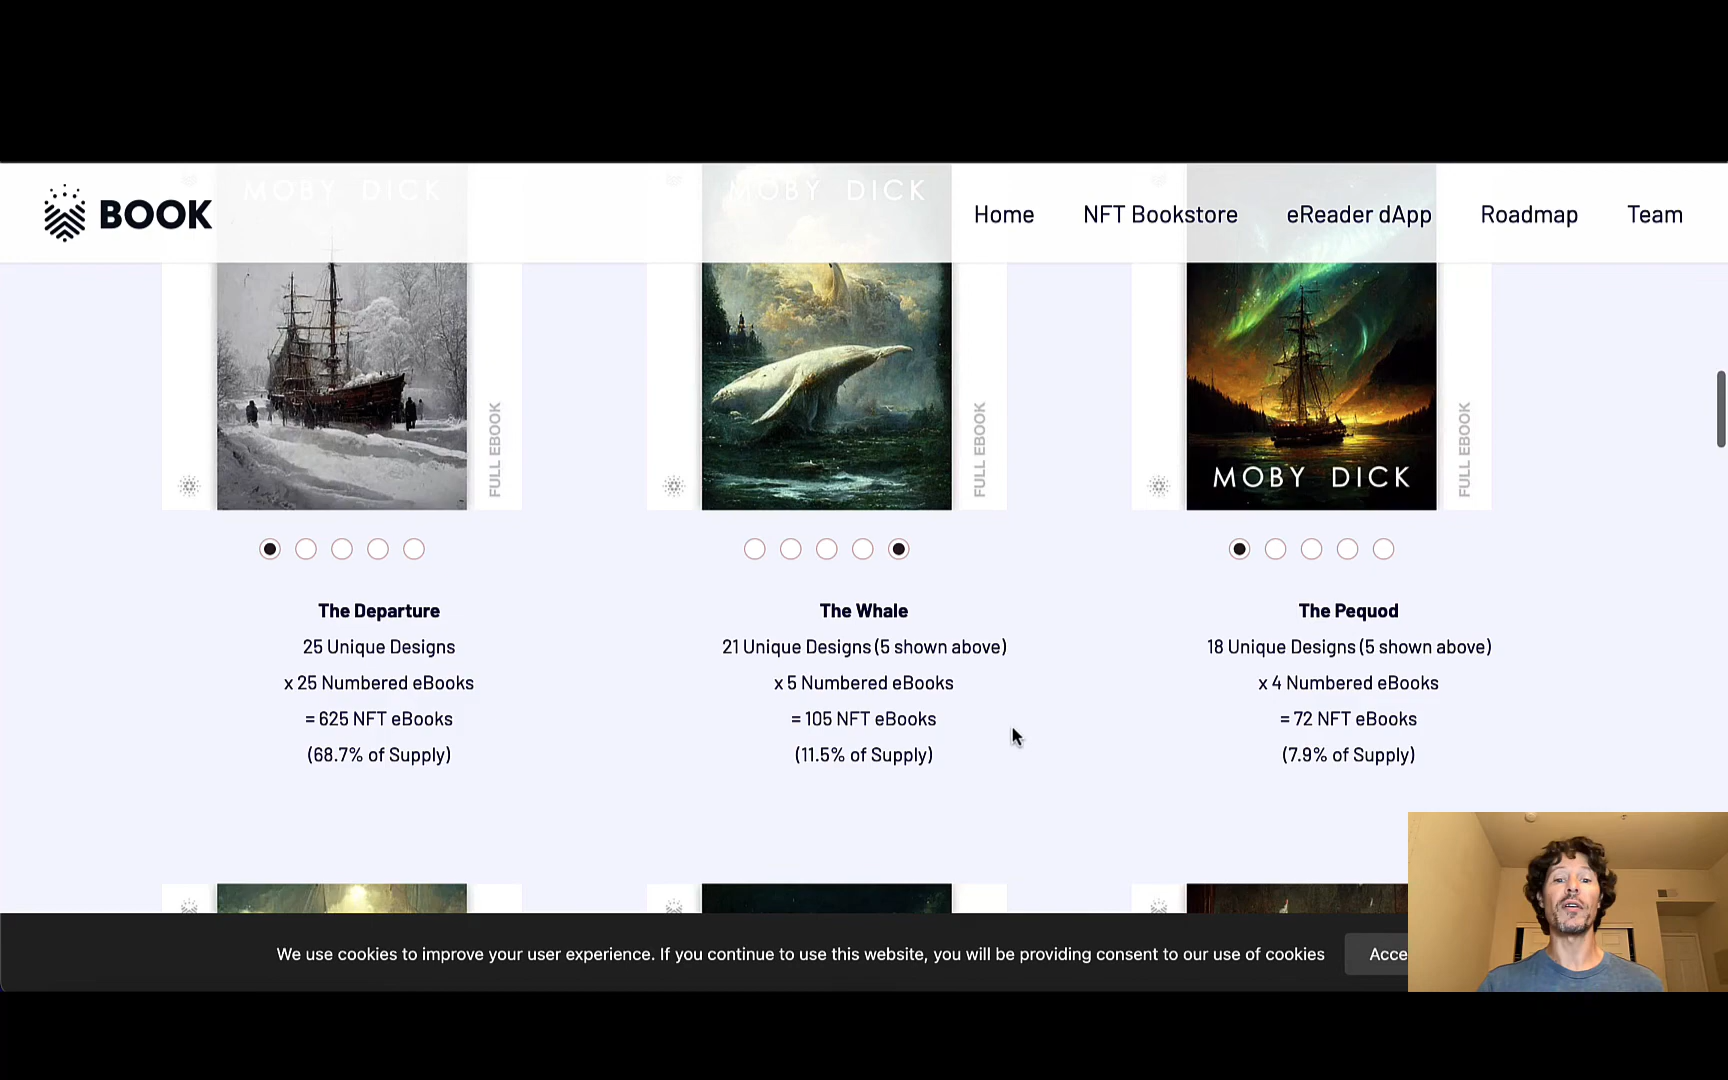 MOBY DICK
MOBY DICK
BOOK
Home
NFT Bookstore
eReader dApp
Roadmap
Team
FULL EBOOK
FULL EBOOK
MOBY DICK
FULL EBOOK
The Departure
25 Unique Designs
x 25 Numbered eBooks
= 625 NFT eBooks
(68.7% of Supply)
The Whale
21 Unique Designs (5 shown above)
x 5 Numbered eBooks
= 105 NFT eBooks
(11.5% of Supply)
The Pequod
18 Unique Designs (5 shown above)
x 4 Numbered eBooks
= 72 NFT eBooks
(7.9% of Supply)
We use cookies to improve your user experience. If you continue to use this website, you will be providing consent to our use of cookies
Acce